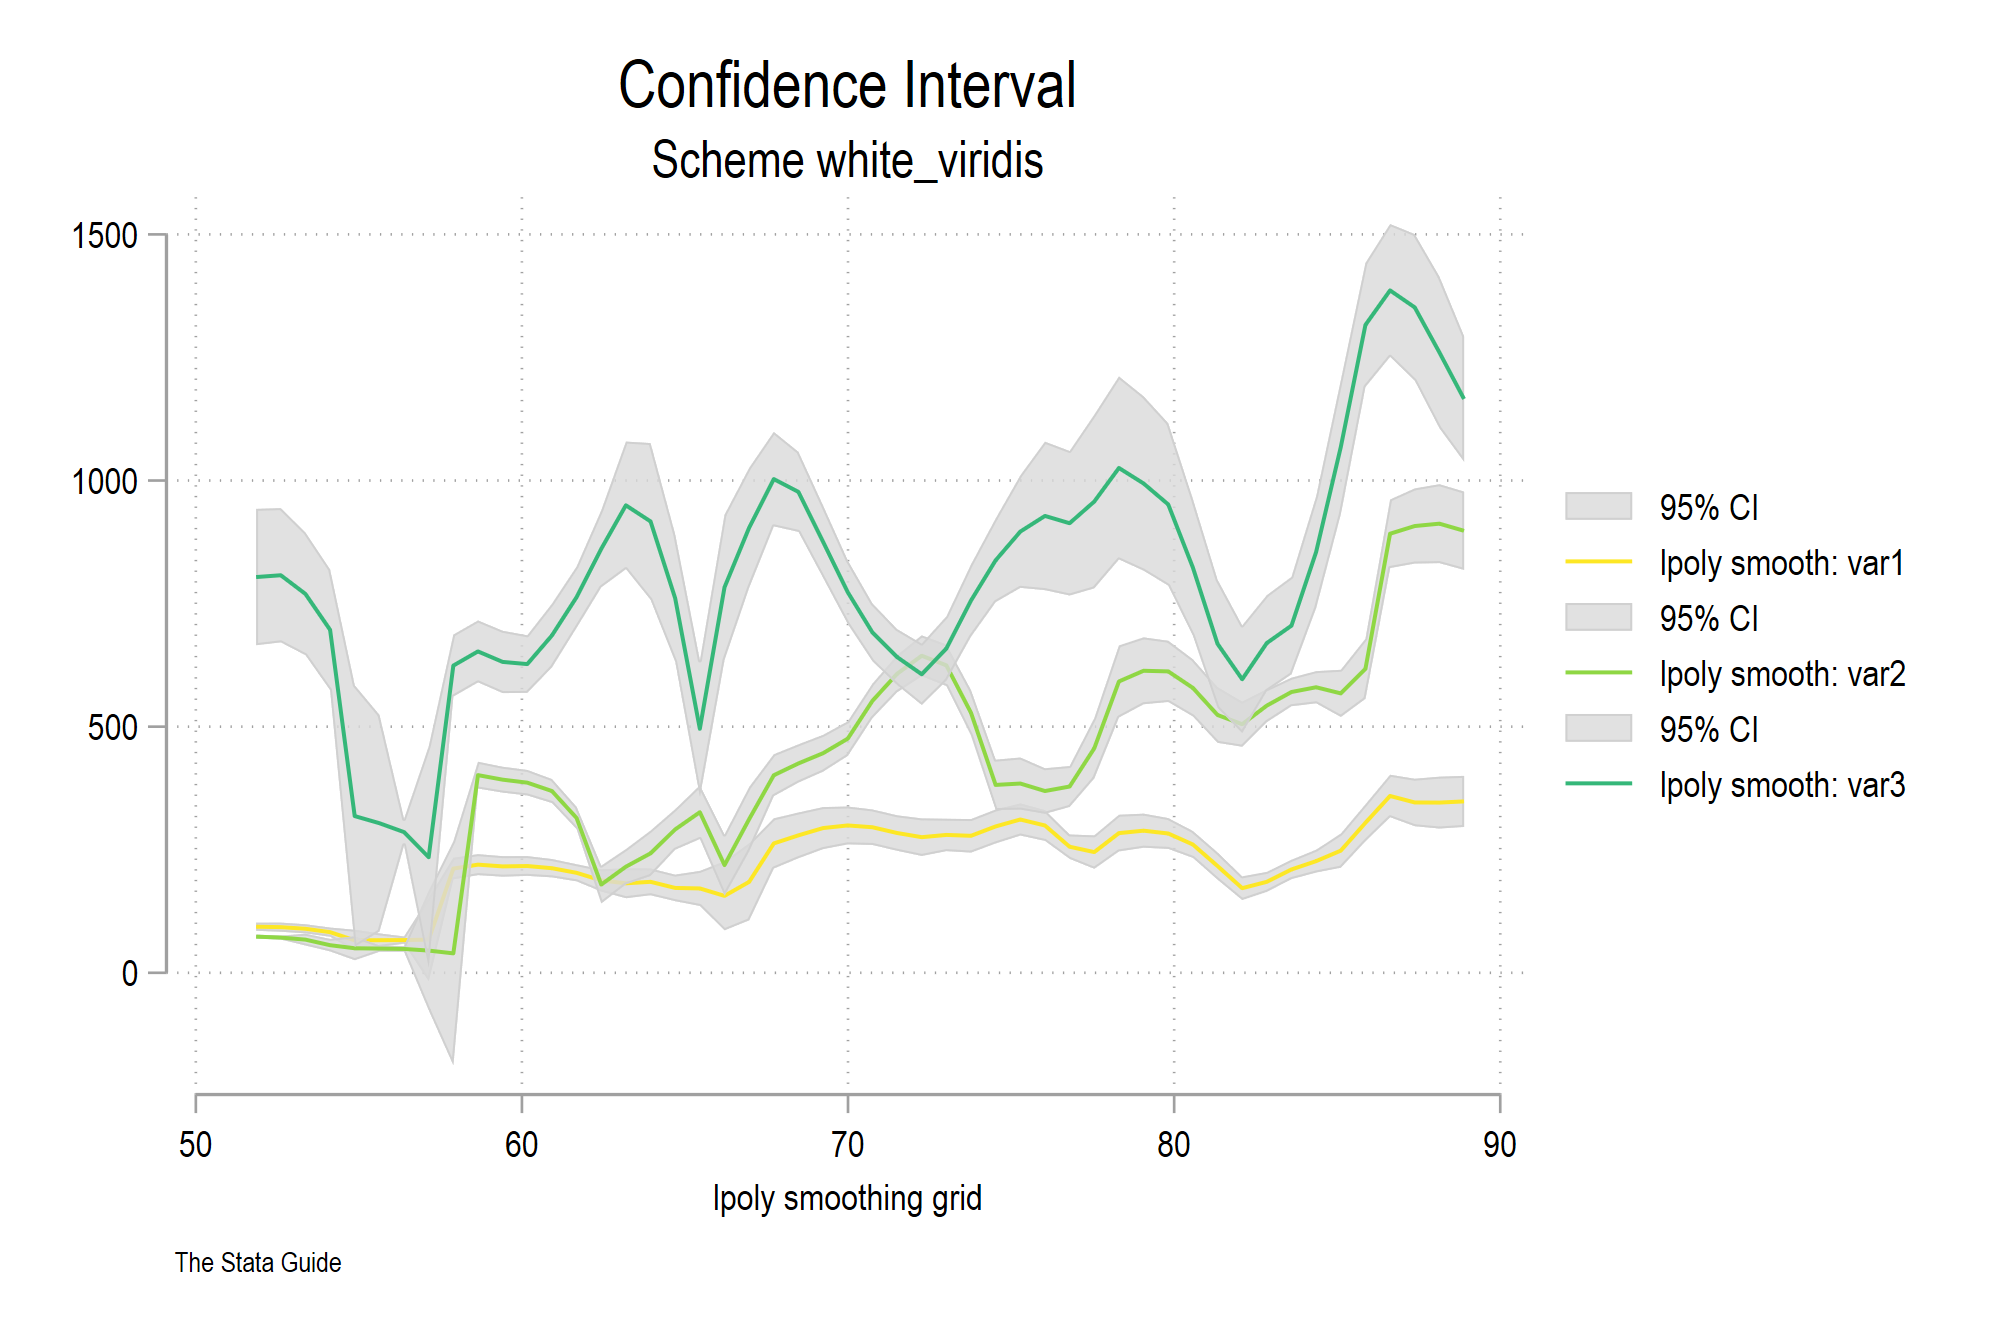 Confidence Interval
Scheme white_viridis
1500
1000
500
0
50 60 70 80 90
lpoly smoothing grid
95% CI
lpoly smooth: var1
95% CI
lpoly smooth: var2
95% CI
lpoly smooth: var3
The Stata Guide